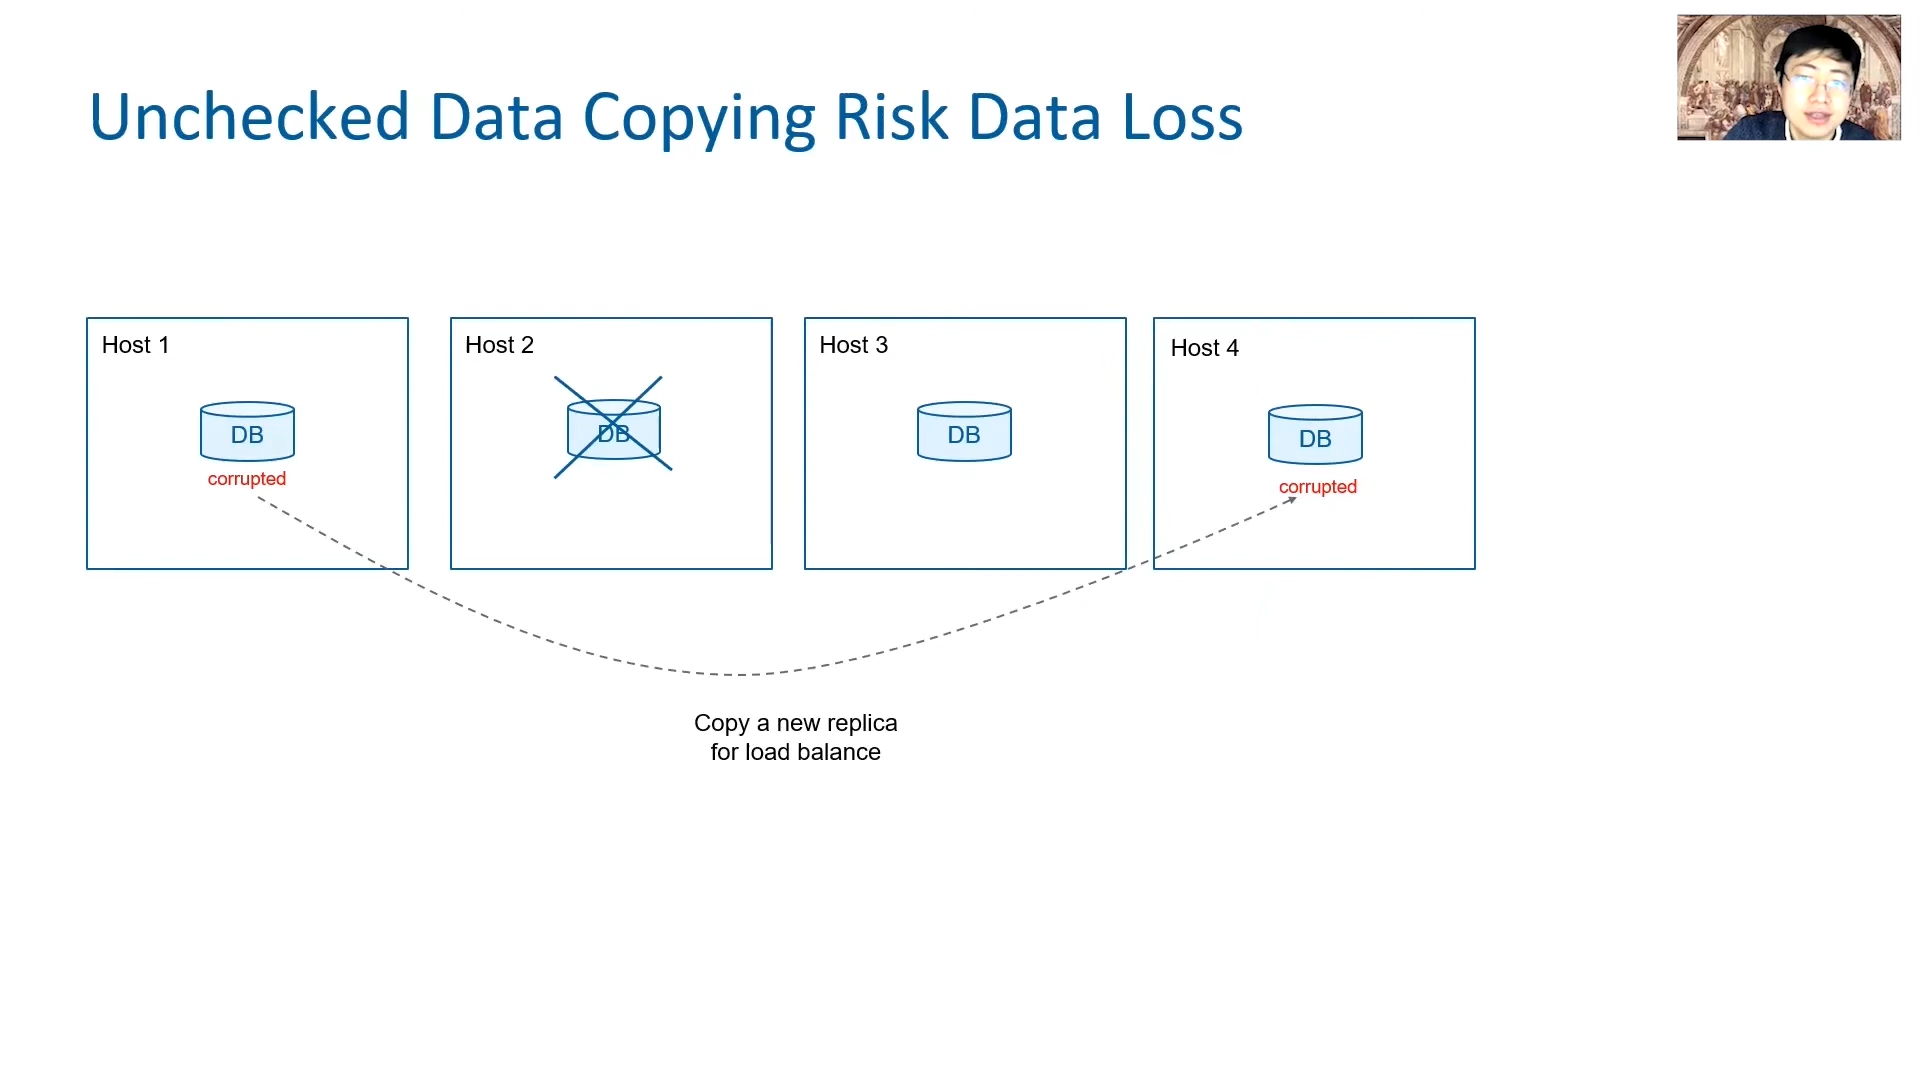 Unchecked Data Copying Risk Data Loss
Host 1
DB
corrupted
Host 2
DB
Host 3
DB
Host 4
DB
corrupted
Copy a new replica
for load balance